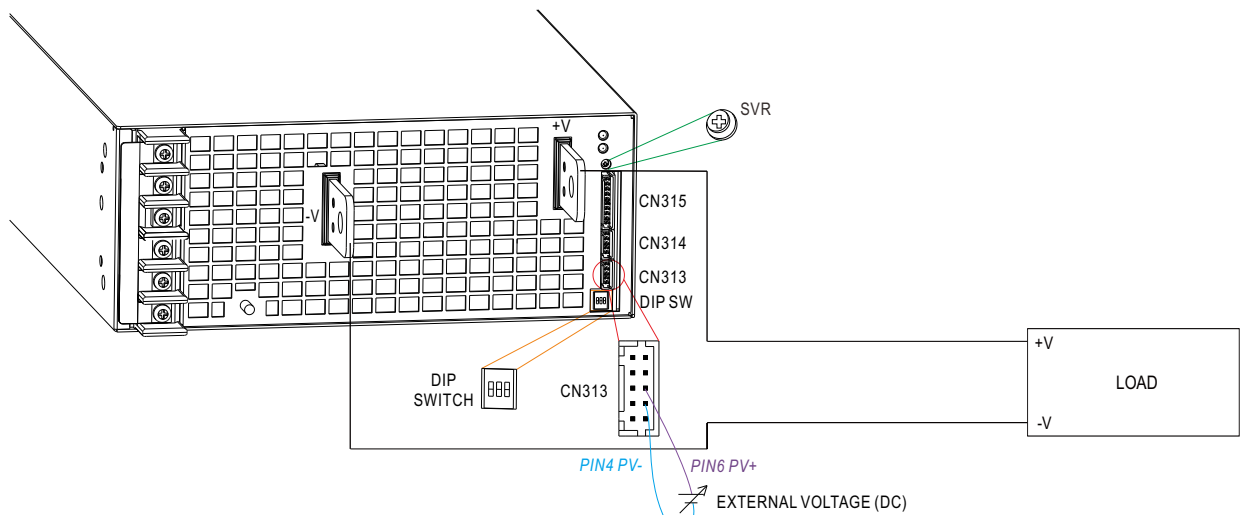 SVR
+V
-V
CN315
CN314
CN313
DIP SW
DIP
SWITCH
CN313
+V
LOAD
-V
PIN4 PV-
PIN6 PV+
EXTERNAL VOLTAGE (DC)